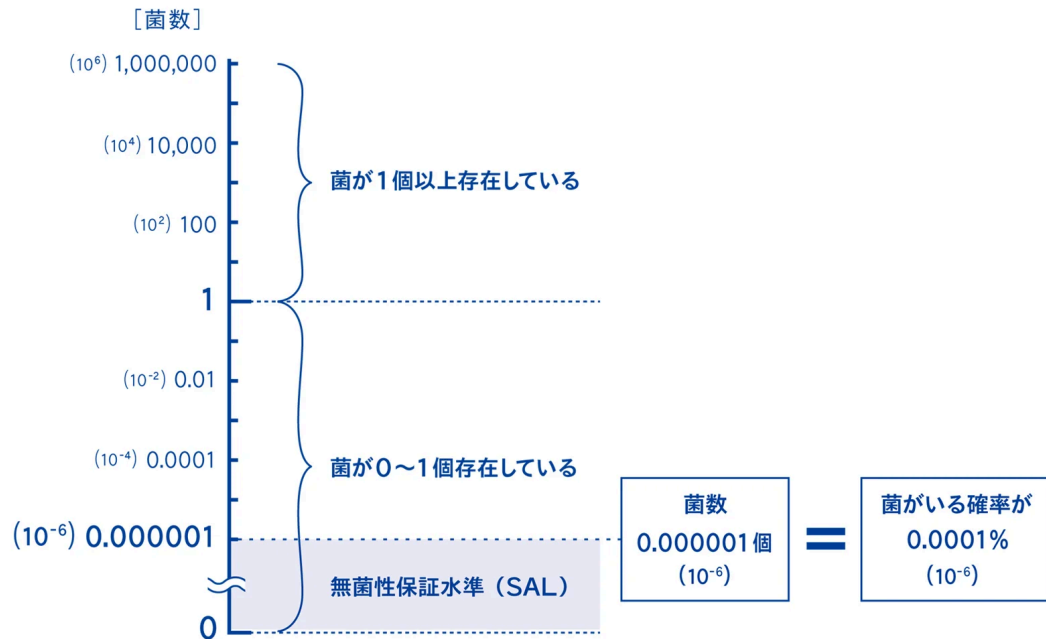 [菌数]
(10⁶) 1,000,000
(10⁴) 10,000
菌が1個以上存在している
(10²) 100
1
(10⁻²) 0.01
(10⁻⁴) 0.0001
菌が0〜1個存在している
(10⁻⁶) 0.000001
無菌性保証水準（SAL）
0
菌数
0.000001個
(10⁻⁶)
=
菌がいる確率が
0.0001%
(10⁻⁶)